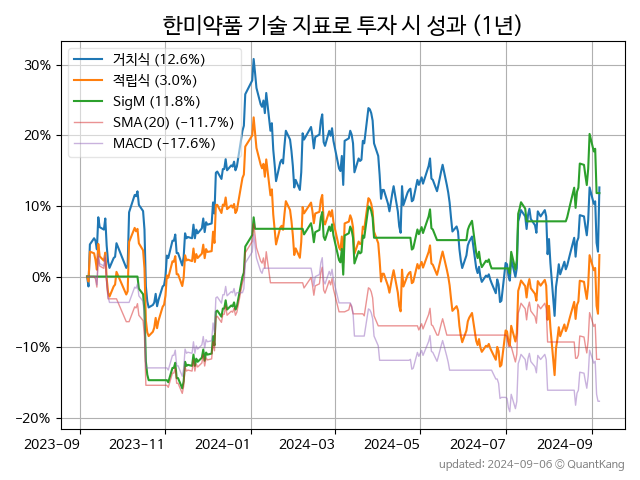 한미약품 기술 지표로 투자 시 성과 (1년)
거치식 (12.6%)
적립식 (3.0%)
SigM (11.8%)
SMA(20) (−11.7%)
MACD (−17.6%)
30%
20%
10%
0%
−10%
−20%
2023-09 2023-11 2024-01 2024-03 2024-05 2024-07 2024-09
updated: 2024-09-06 © QuantKang